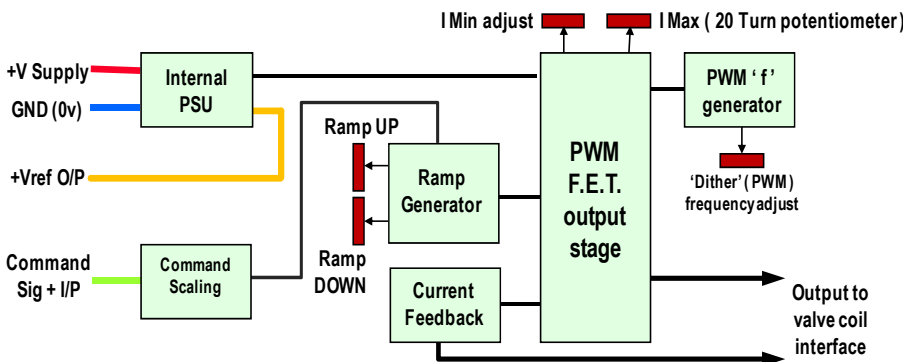 I Min adjust
I Max ( 20 Turn potentiometer)
+V Supply
GND (0v)
+Vref O/P
Internal
PSU
PWM ‘ f ’
generator
‘Dither’ ( PWM )
frequency adjust
Ramp UP
Ramp
Generator
Ramp
DOWN
PWM
F.E.T.
output
stage
Command
Sig + I/P
Command
Scaling
Current
Feedback
Output to
valve coil
interface